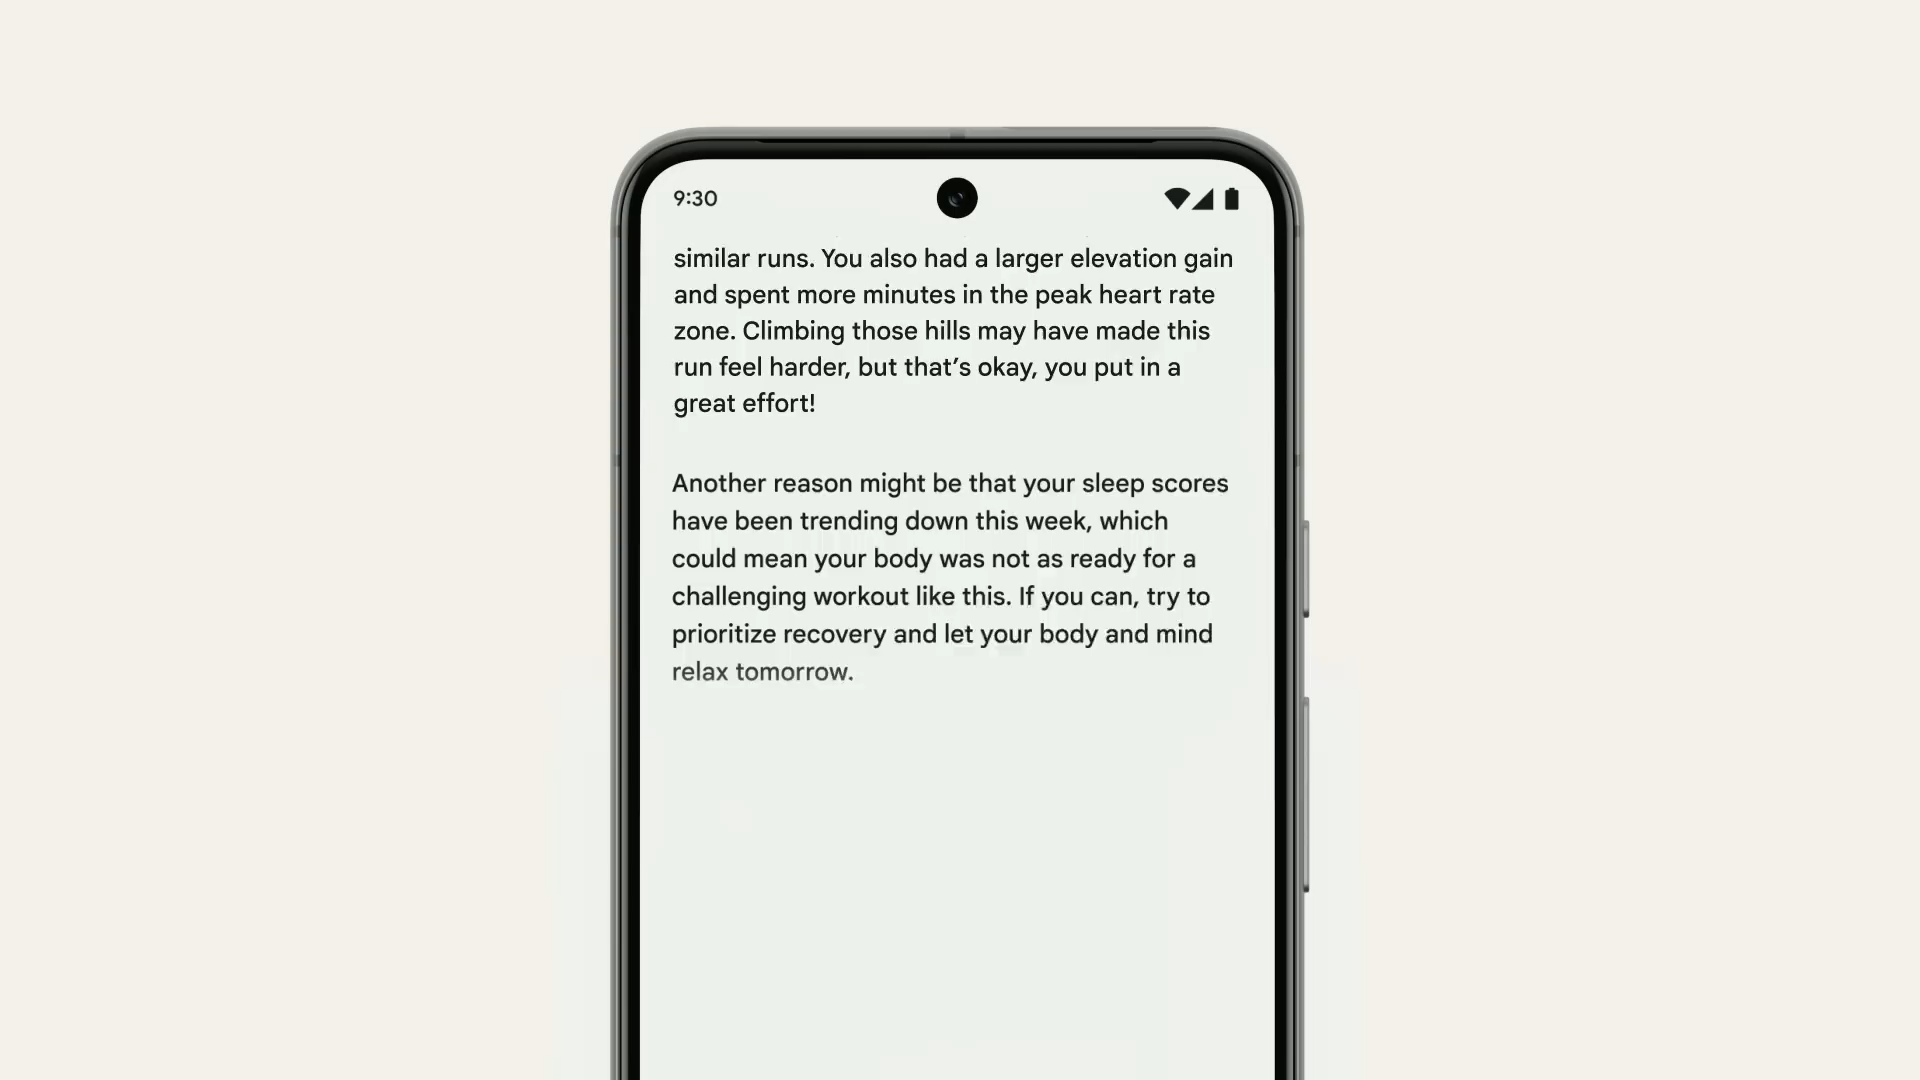 9:30
similar runs. You also had a larger elevation gain
and spent more minutes in the peak heart rate
zone. Climbing those hills may have made this
run feel harder, but that’s okay, you put in a
great effort!
Another reason might be that your sleep scores
have been trending down this week, which
could mean your body was not as ready for a
challenging workout like this. If you can, try to
prioritize recovery and let your body and mind
relax tomorrow.